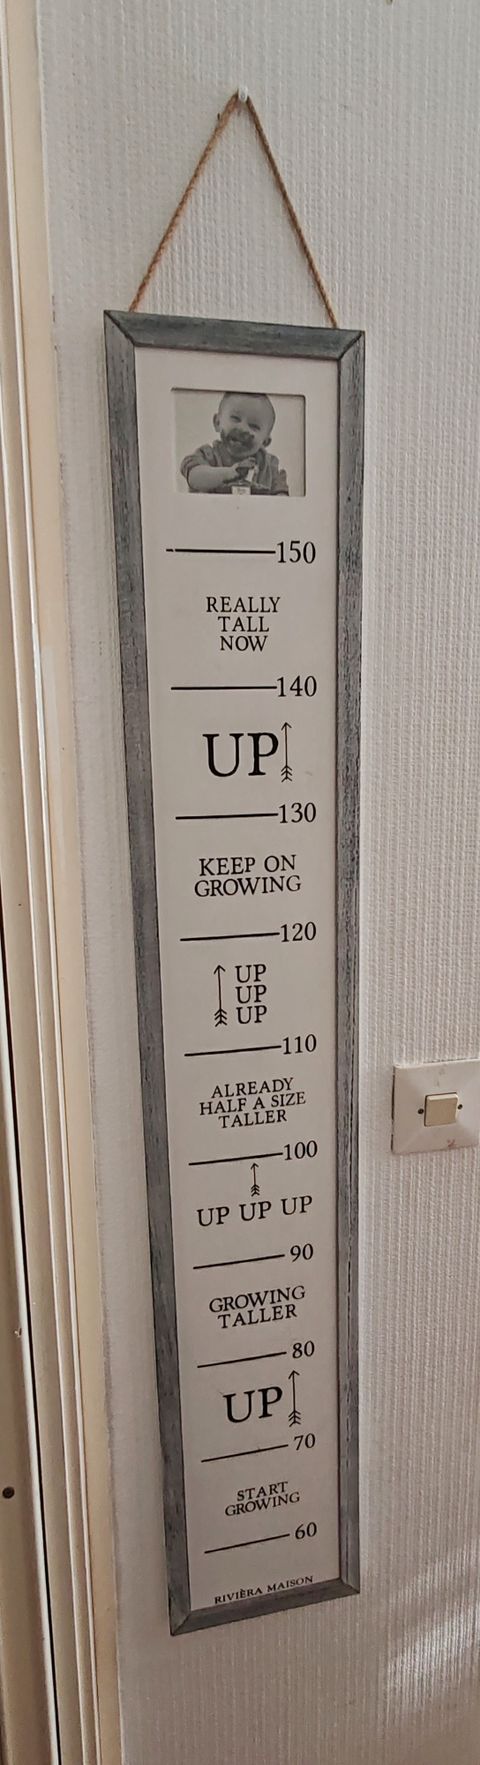 150
REALLY
TALL
NOW
140
UP
130
KEEP ON
GROWING
120
UP
UP
UP
110
ALREADY
HALF A SIZE
TALLER
100
UP UP UP
90
GROWING
TALLER
80
UP
70
START
GROWING
60
RIVIÈRA MAISON